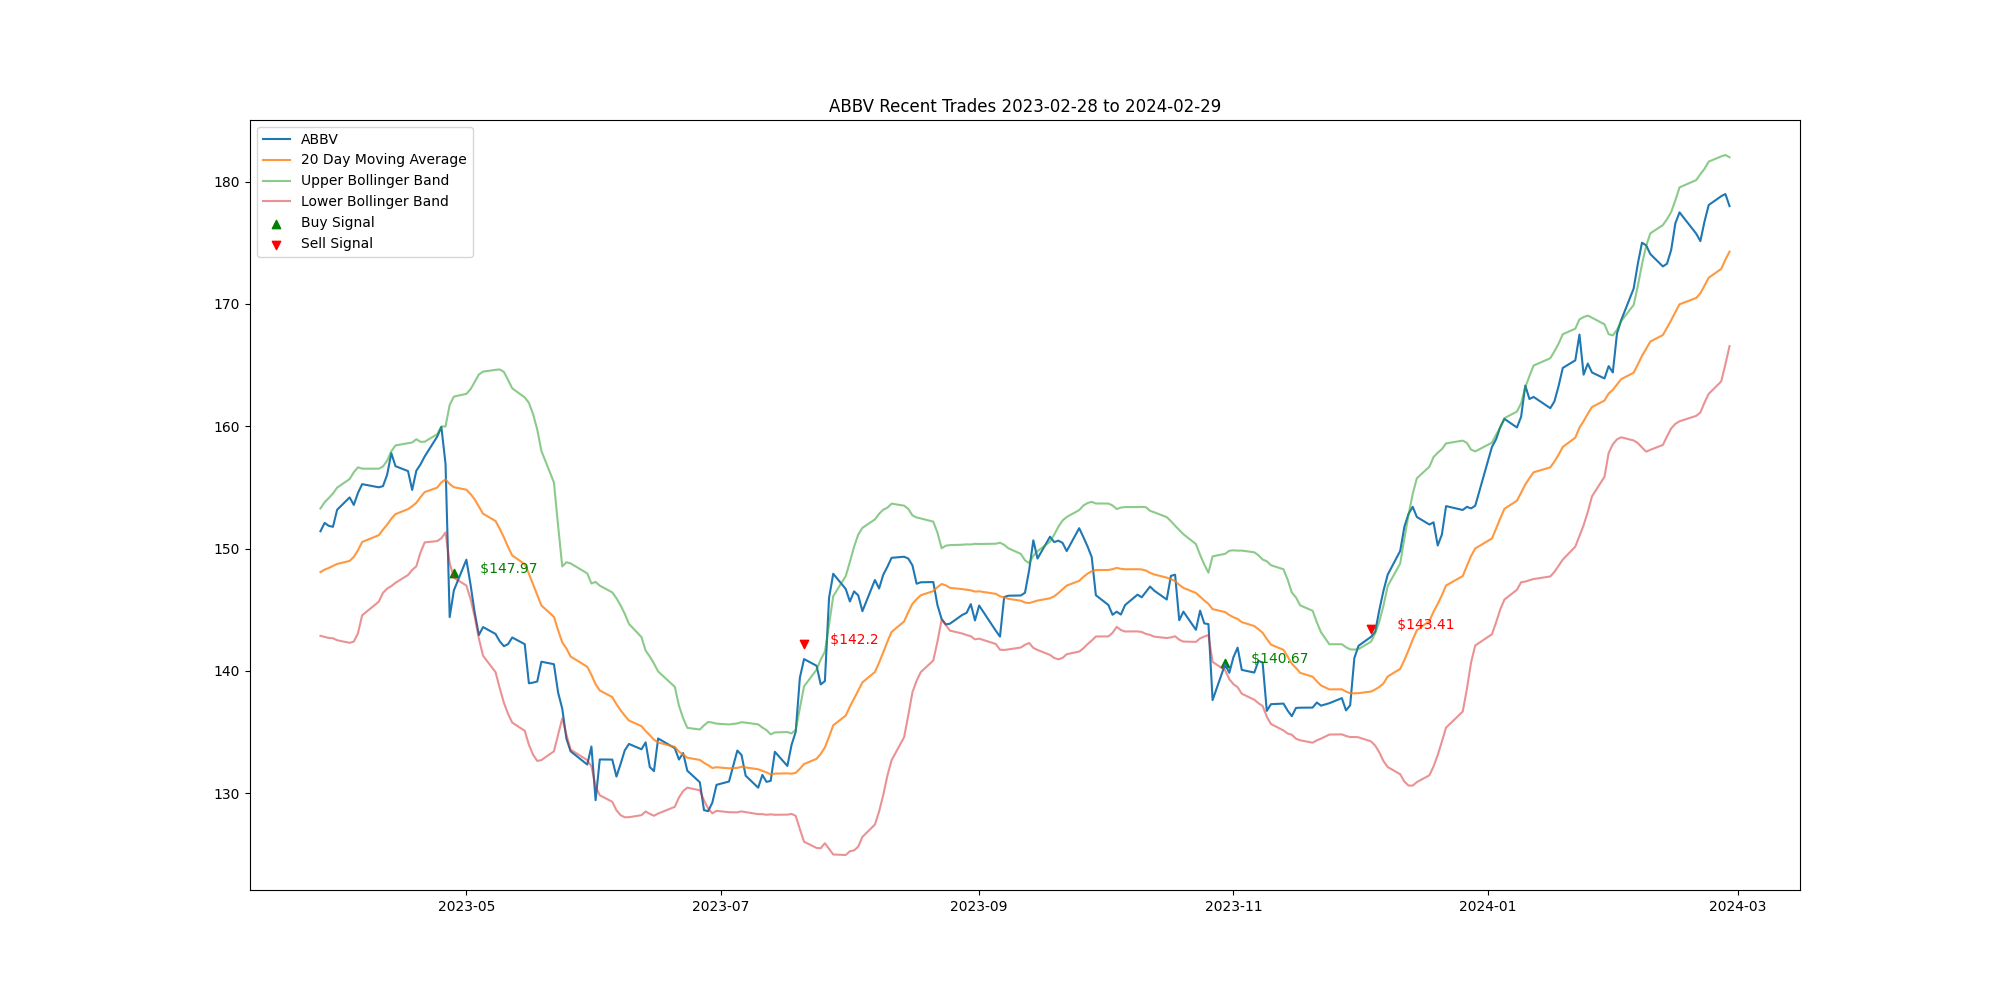 ABBV Recent Trades 2023-02-28 to 2024-02-29
ABBV
20 Day Moving Average
Upper Bollinger Band
Lower Bollinger Band
Buy Signal
Sell Signal
180
170
160
150
140
130
$147.97
$142.2
$140.67
$143.41
2023-05
2023-07
2023-09
2023-11
2024-01
2024-03